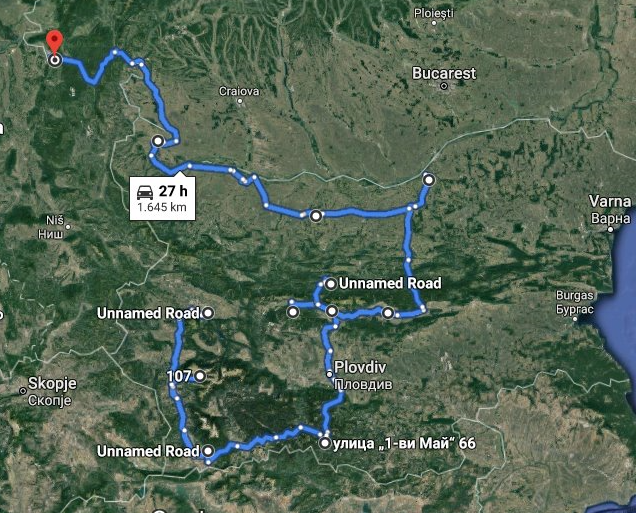 Ploiești
Bucarest
Craiova
27 h
1.645 km
Varna
Варна
Niš
Ниш
Unnamed Road
Unnamed Road
Burgas
Бургас
107
Plovdiv
Пловдив
Skopje
Скопје
Unnamed Road
улица „1-ви Май“ 66